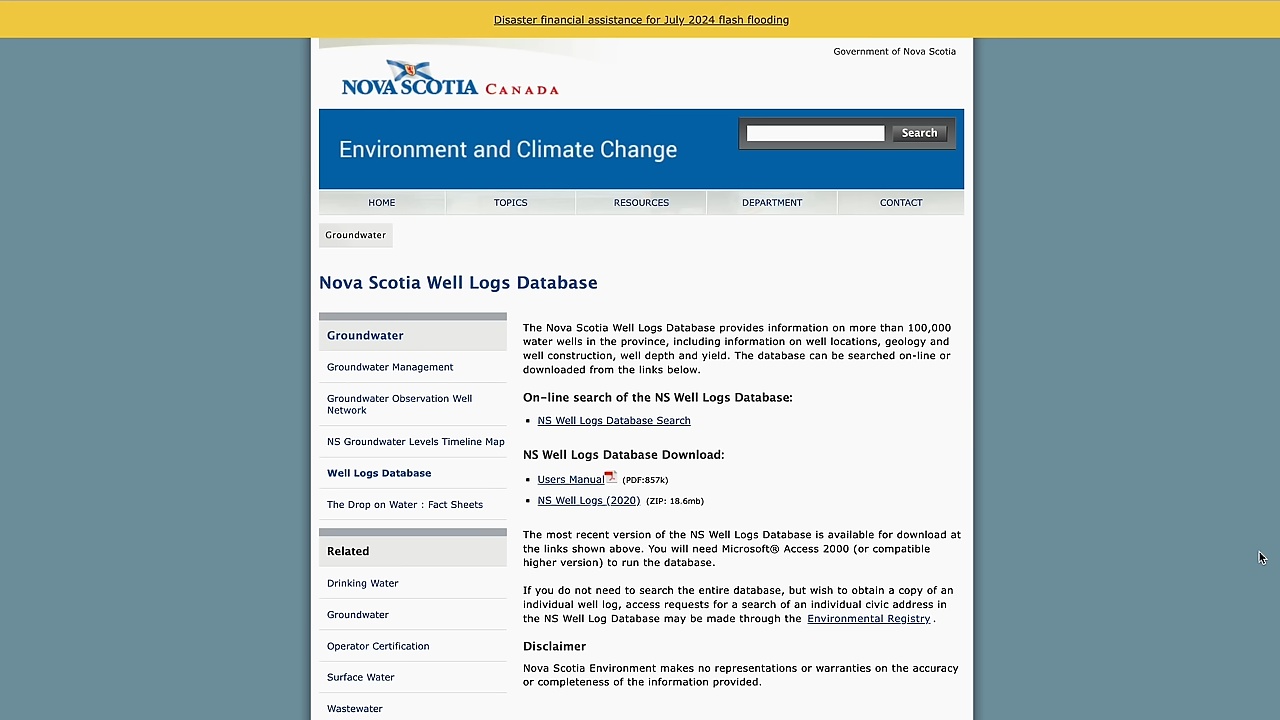 Disaster financial assistance for July 2024 flash flooding
Government of Nova Scotia
NOVA SCOTIA CANADA
Environment and Climate Change
Search
HOME
TOPICS
RESOURCES
DEPARTMENT
CONTACT
Groundwater
Nova Scotia Well Logs Database
Groundwater
Groundwater Management
Groundwater Observation Well
Network
NS Groundwater Levels Timeline Map
Well Logs Database
The Drop on Water : Fact Sheets
Related
Drinking Water
Groundwater
Operator Certification
Surface Water
Wastewater
The Nova Scotia Well Logs Database provides information on more than 100,000
water wells in the province, including information on well locations, geology and
well construction, well depth and yield. The database can be searched on-line or
downloaded from the links below.
On-line search of the NS Well Logs Database:
NS Well Logs Database Search
NS Well Logs Database Download:
Users Manual (PDF:857k)
NS Well Logs (2020) (ZIP: 18.6mb)
The most recent version of the NS Well Logs Database is available for download at
the links shown above. You will need Microsoft® Access 2000 (or compatible
higher version) to run the database.
If you do not need to search the entire database, but wish to obtain a copy of an
individual well log, access requests for a search of an individual civic address in
the NS Well Log Database may be made through the Environmental Registry .
Disclaimer
Nova Scotia Environment makes no representations or warranties on the accuracy
or completeness of the information provided.